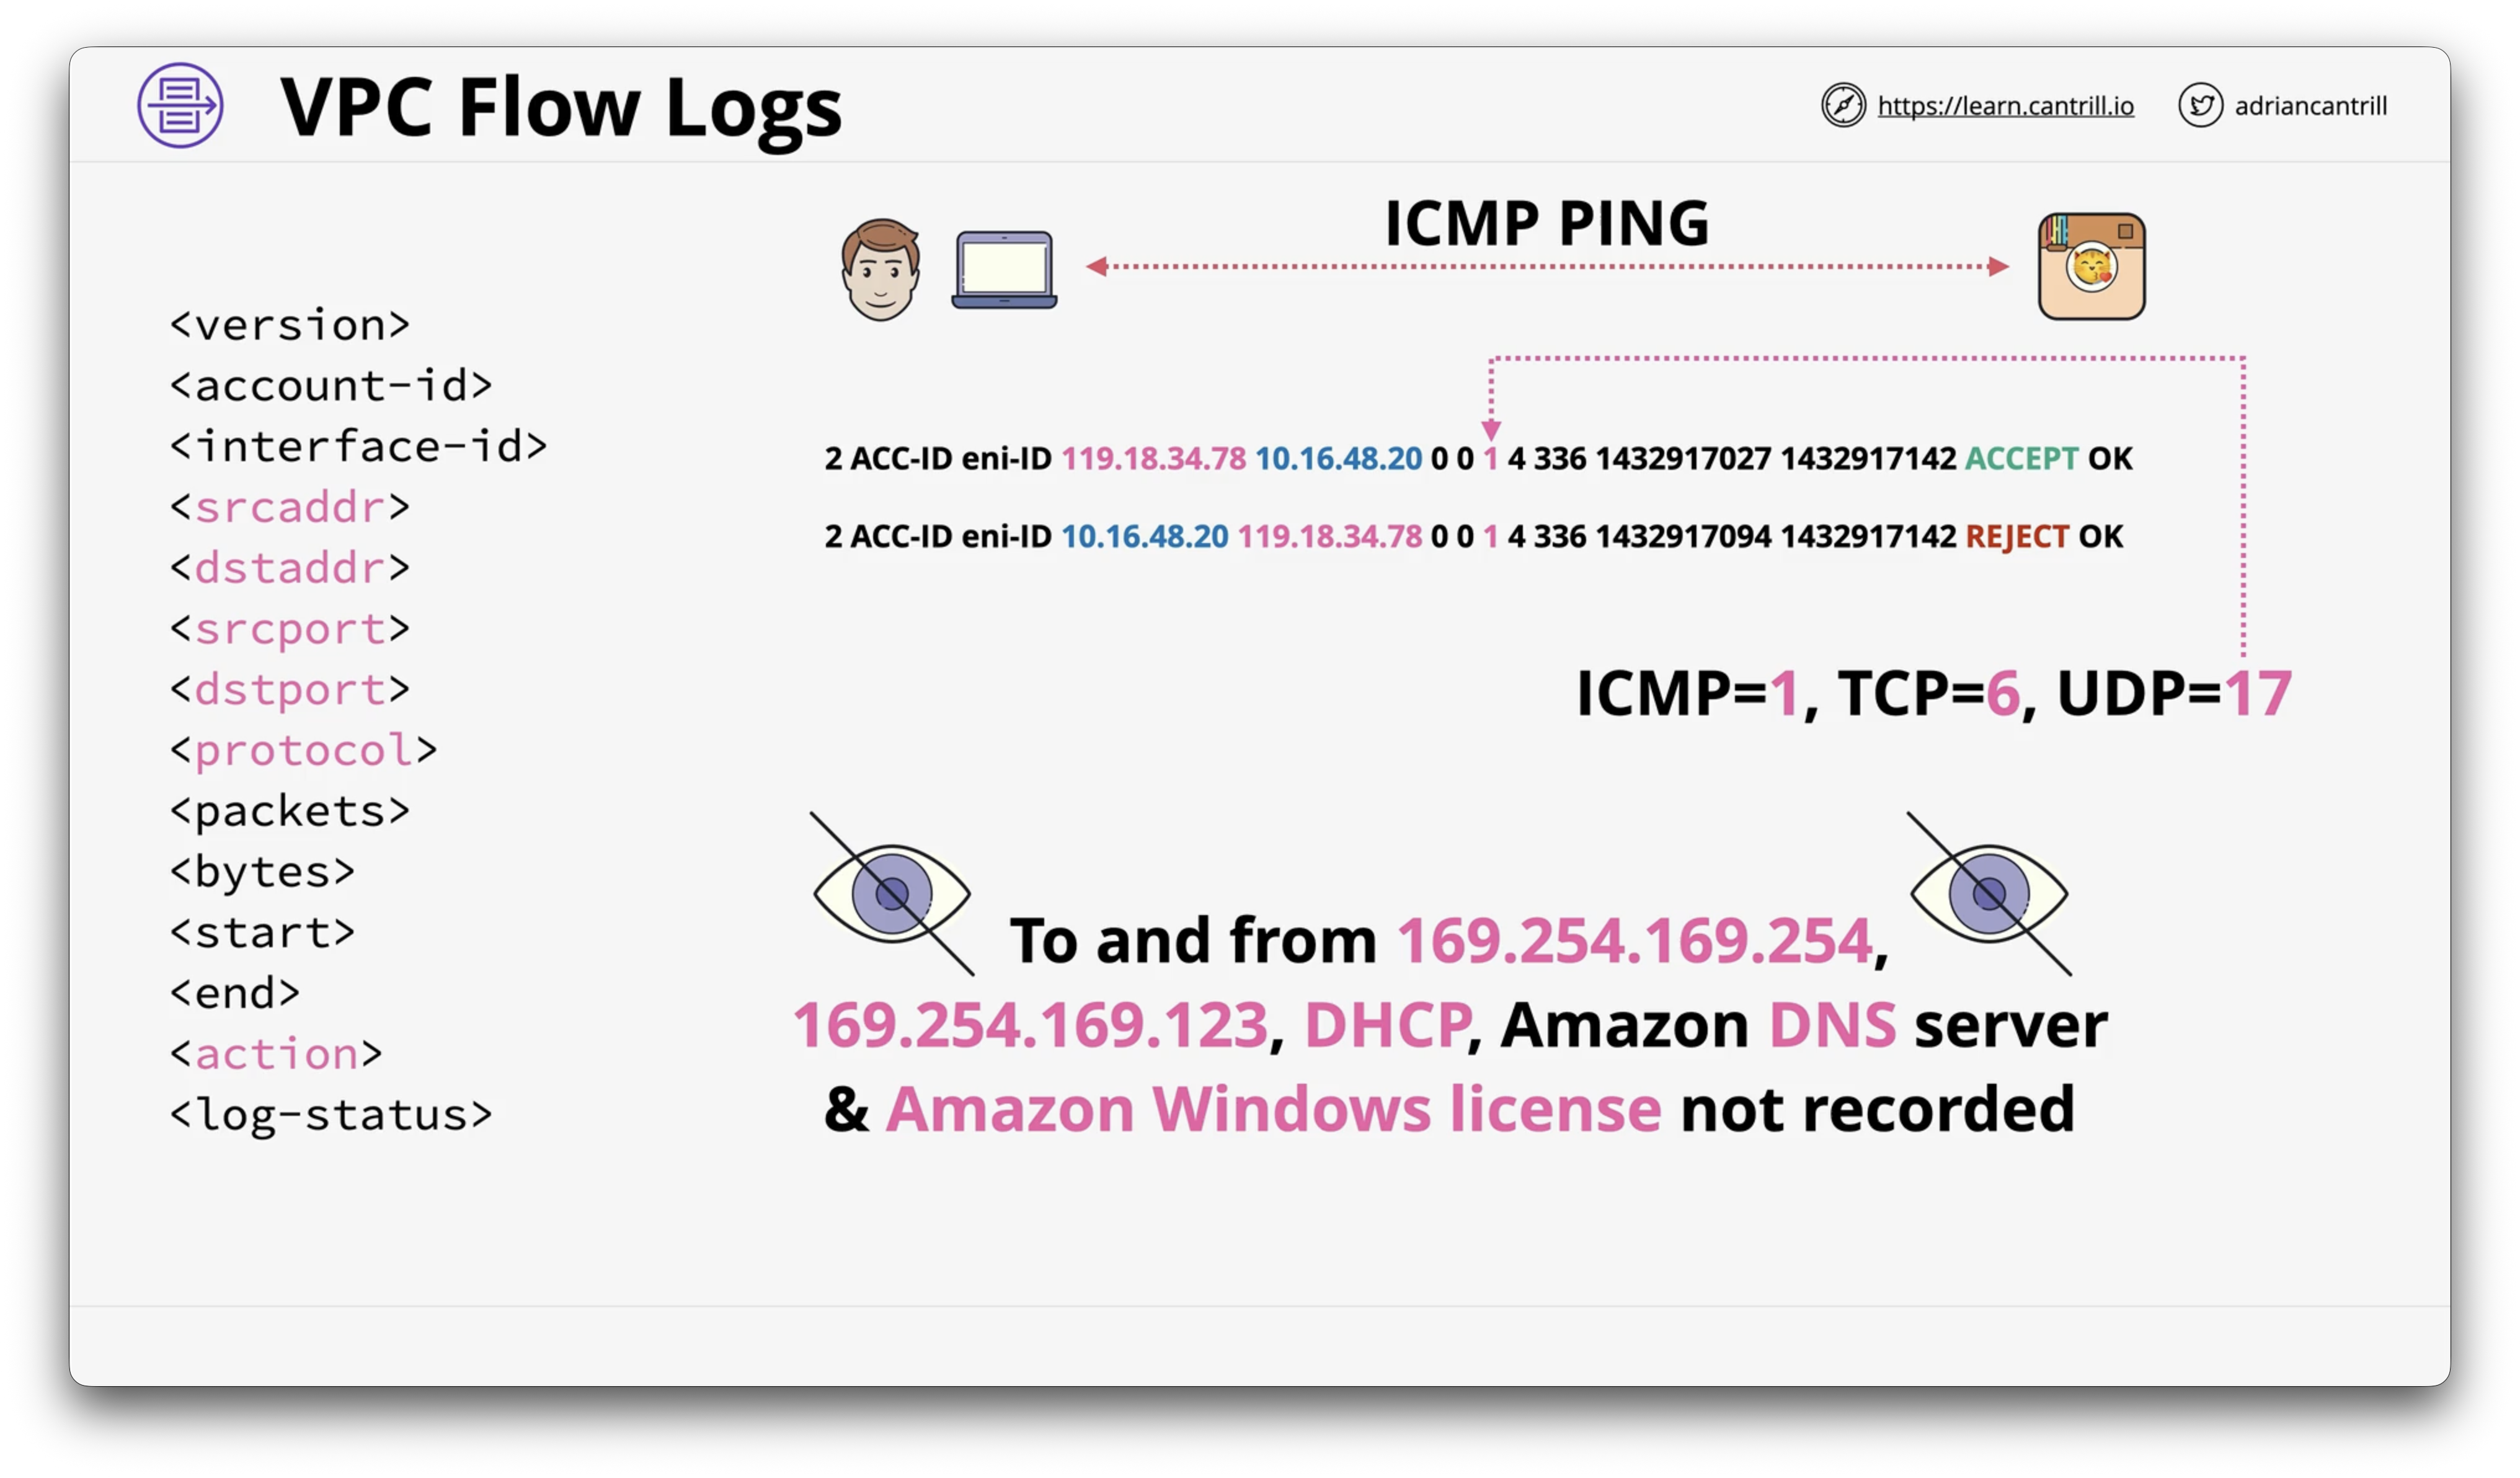 VPC Flow Logs
https://learn.cantrill.io
adriancantrill
<version>
<account-id>
<interface-id>
<srcaddr>
<dstaddr>
<srcport>
<dstport>
<protocol>
<packets>
<bytes>
<start>
<end>
<action>
<log-status>
ICMP PING
2 ACC-ID eni-ID 119.18.34.78 10.16.48.20 0 0 1 4 336 1432917027 1432917142 ACCEPT OK
2 ACC-ID eni-ID 10.16.48.20 119.18.34.78 0 0 1 4 336 1432917094 1432917142 REJECT OK
ICMP=1, TCP=6, UDP=17
To and from 169.254.169.254,
169.254.169.123, DHCP, Amazon DNS server
& Amazon Windows license not recorded